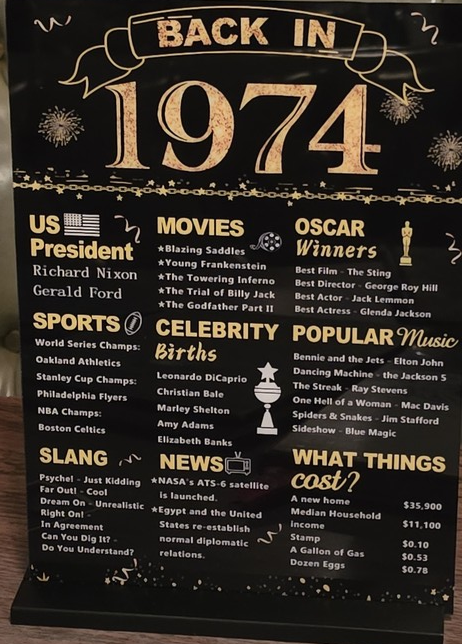 BACK IN
1974
US
President
Richard Nixon
Gerald Ford
MOVIES
★Blazing Saddles
★Young Frankenstein
★The Towering Inferno
★The Trial of Billy Jack
★The Godfather Part II
OSCAR
Winners
Best Film - The Sting
Best Director - George Roy Hill
Best Actor - Jack Lemmon
Best Actress - Glenda Jackson
SPORTS
World Series Champs:
Oakland Athletics
Stanley Cup Champs:
Philadelphia Flyers
NBA Champs:
Boston Celtics
CELEBRITY
Births
Leonardo DiCaprio
Christian Bale
Marley Shelton
Amy Adams
Elizabeth Banks
POPULAR Music
Bennie and the Jets - Elton John
Dancing Machine - the Jackson 5
The Streak - Ray Stevens
One Hell of a Woman - Mac Davis
Spiders & Snakes - Jim Stafford
Sideshow - Blue Magic
SLANG
Psyche! - Just Kidding
Far Out! - Cool
Dream On - Unrealistic
Right On! -
In Agreement
Can You Dig It? -
Do You Understand?
NEWS
★NASA's ATS-6 satellite
is launched.
★Egypt and the United
States re-establish
normal diplomatic
relations.
WHAT THINGS
cost?
A new home $35,900
Median Household
Income $11,100
Stamp $0.10
A Gallon of Gas $0.53
Dozen Eggs $0.78